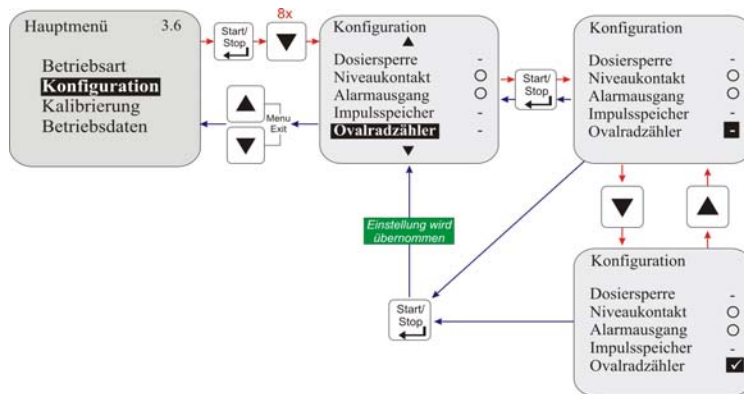 Hauptmenü 3.6
Betriebsart
Konfiguration
Kalibrierung
Betriebsdaten
Start/
Stop
8x
Menu
Exit
Konfiguration
Dosiersperre -
Niveaukontakt O
Alarmausgang O
Impulsspeicher -
Ovalradzähler -
Start/
Stop
Konfiguration
Dosiersperre -
Niveaukontakt O
Alarmausgang O
Impulsspeicher -
Ovalradzähler -
Einstellung wird
übernommen
Start/
Stop
Konfiguration
Dosiersperre -
Niveaukontakt O
Alarmausgang O
Impulsspeicher -
Ovalradzähler ✓